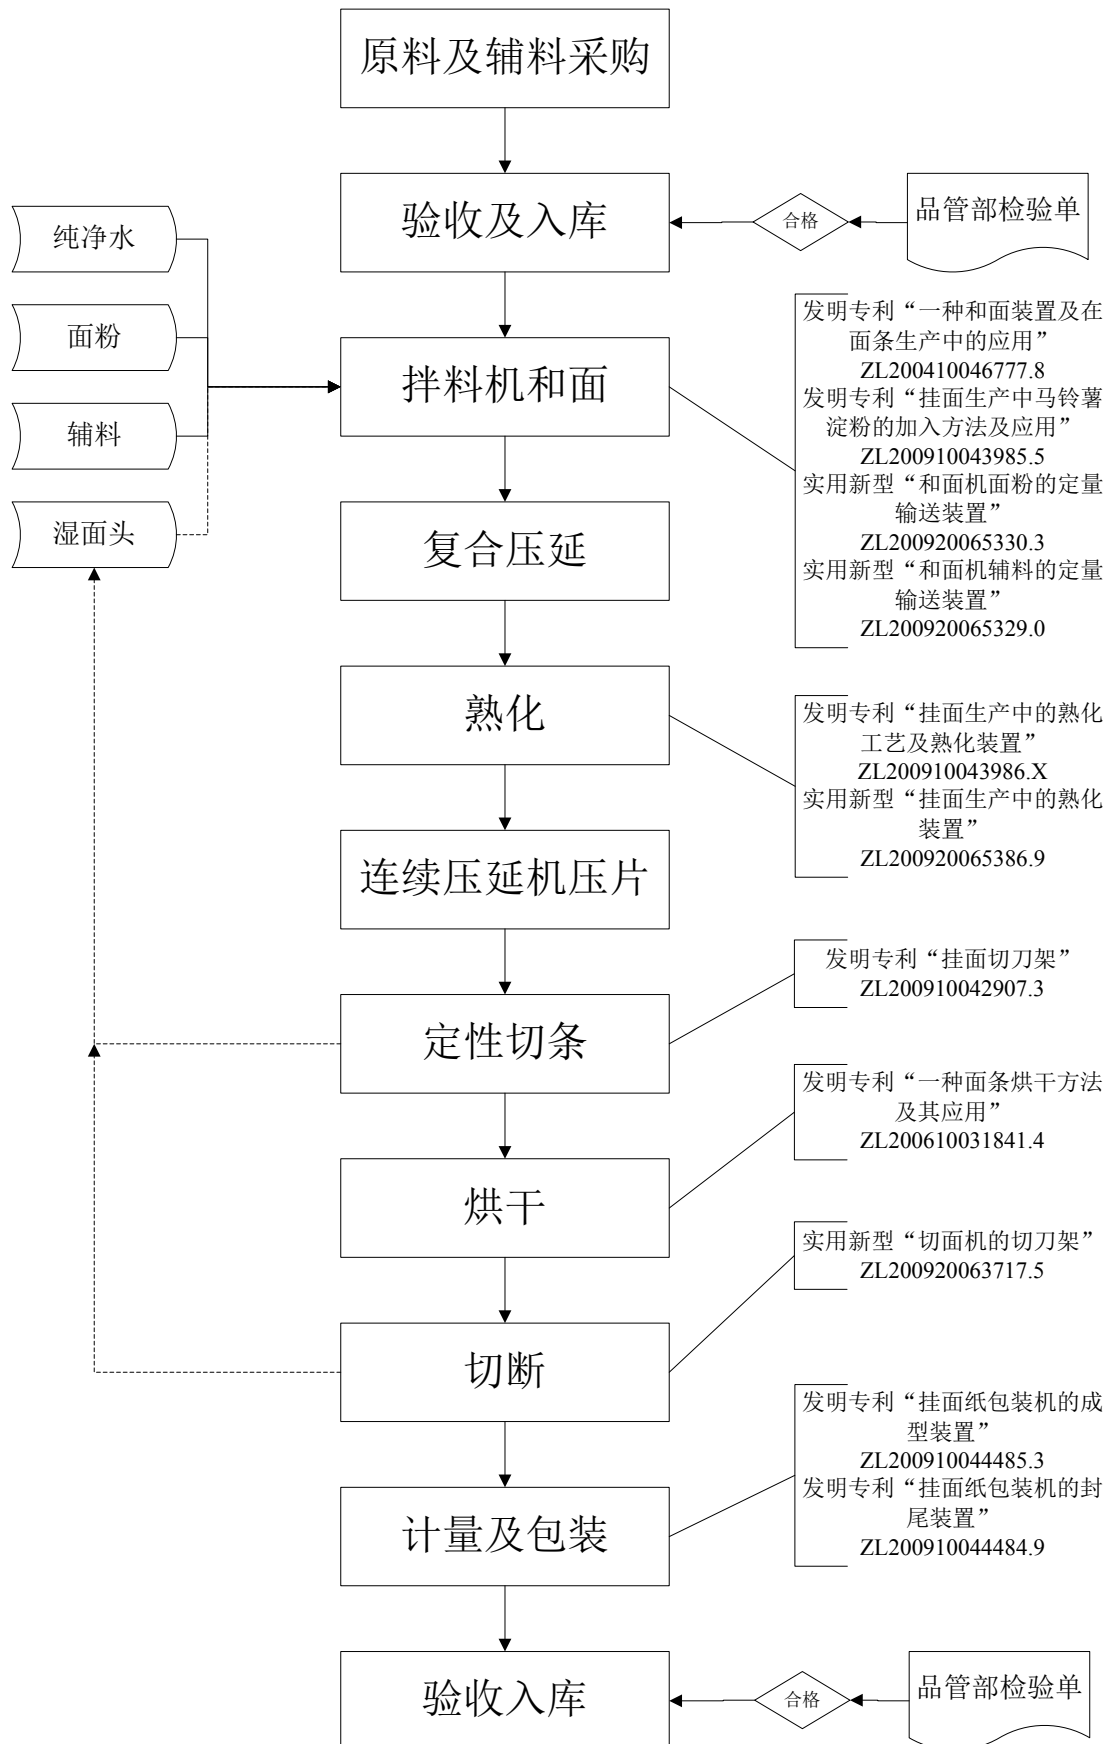 原料及辅料采购
验收及入库
合格
品管部检验单
纯净水
面粉
辅料
湿面头
拌料机和面
发明专利“一种和面装置及在
面条生产中的应用”
ZL200410046777.8
发明专利“挂面生产中马铃薯
淀粉的加入方法及应用”
ZL200910043985.5
实用新型“和面机面粉的定量
输送装置”
ZL200920065330.3
实用新型“和面机辅料的定量
输送装置”
ZL200920065329.0
复合压延
熟化
发明专利“挂面生产中的熟化
工艺及熟化装置”
ZL200910043986.X
实用新型“挂面生产中的熟化
装置”
ZL200920065386.9
连续压延机压片
定性切条
发明专利“挂面切刀架”
ZL200910042907.3
烘干
发明专利“一种面条烘干方法
及其应用”
ZL200610031841.4
切断
实用新型“切面机的切刀架”
ZL200920063717.5
计量及包装
发明专利“挂面纸包装机的成
型装置”
ZL200910044485.3
发明专利“挂面纸包装机的封
尾装置”
ZL200910044484.9
验收入库
合格
品管部检验单